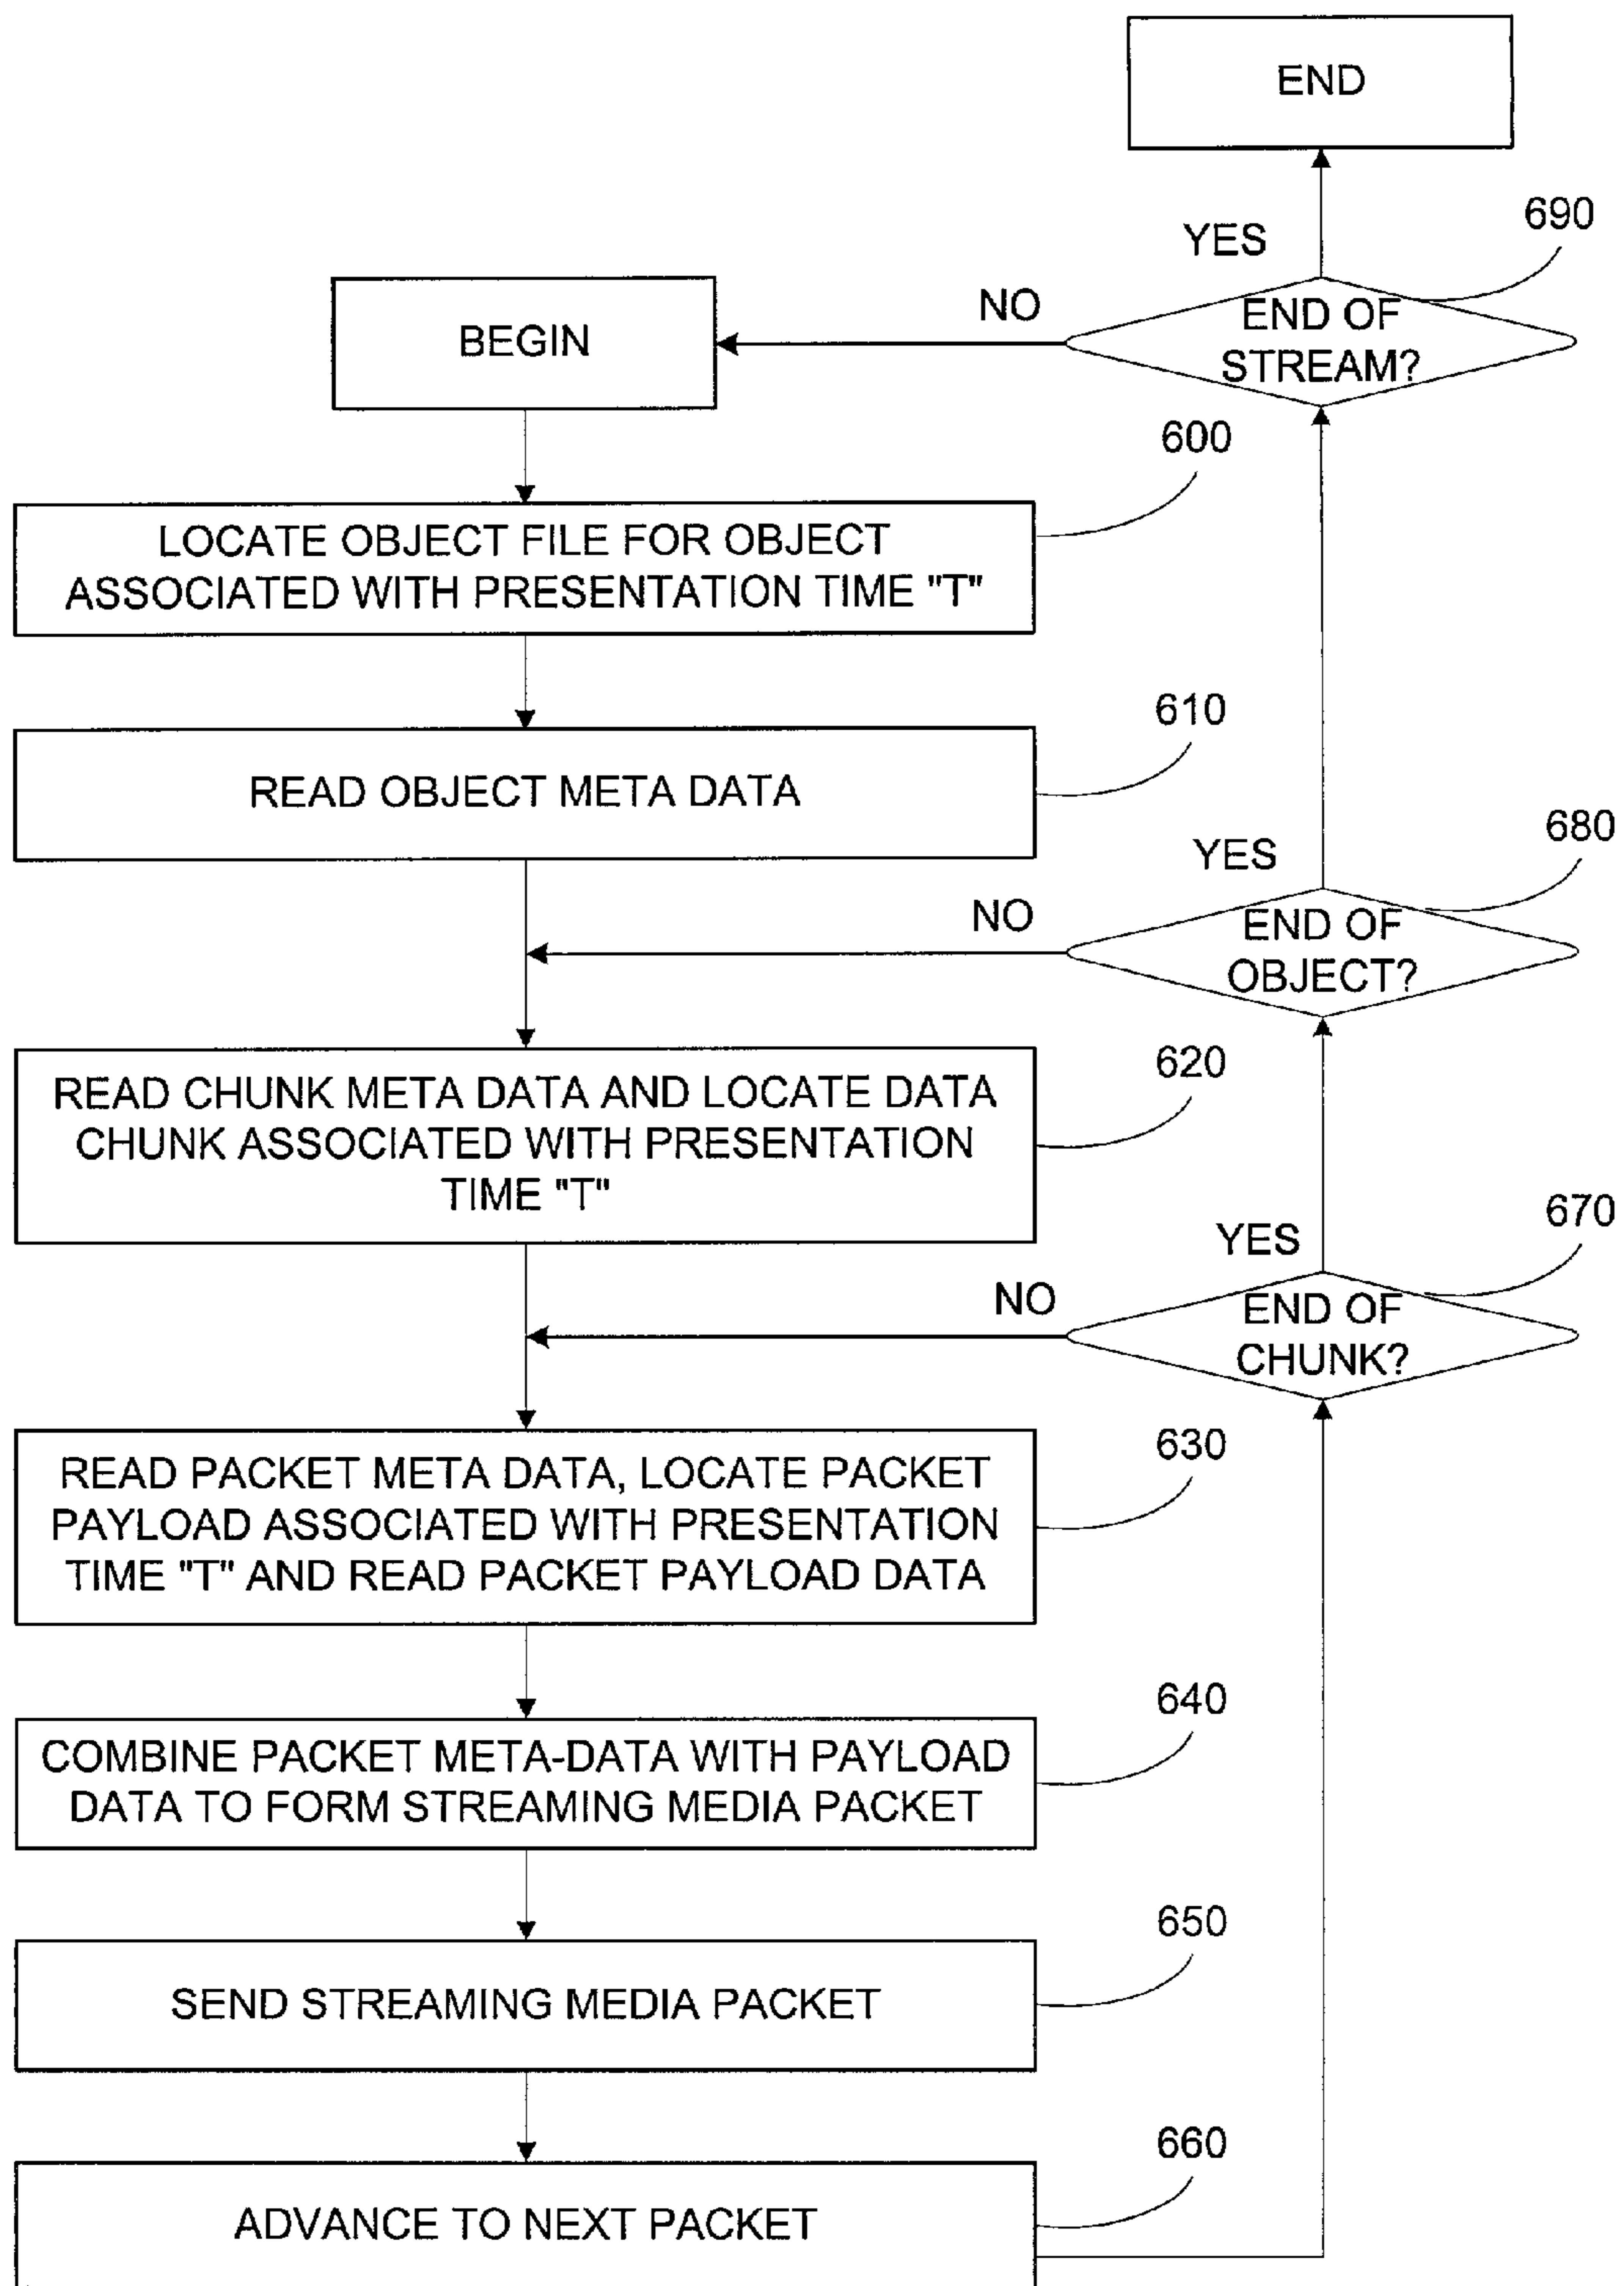 END
YES
690
NO
END OF
STREAM?
BEGIN
600
LOCATE OBJECT FILE FOR OBJECT
ASSOCIATED WITH PRESENTATION TIME "T"
610
READ OBJECT META DATA
680
YES
NO
END OF
OBJECT?
620
READ CHUNK META DATA AND LOCATE DATA
CHUNK ASSOCIATED WITH PRESENTATION
TIME "T"
670
YES
NO
END OF
CHUNK?
630
READ PACKET META DATA, LOCATE PACKET
PAYLOAD ASSOCIATED WITH PRESENTATION
TIME "T" AND READ PACKET PAYLOAD DATA
640
COMBINE PACKET META-DATA WITH PAYLOAD
DATA TO FORM STREAMING MEDIA PACKET
650
SEND STREAMING MEDIA PACKET
660
ADVANCE TO NEXT PACKET